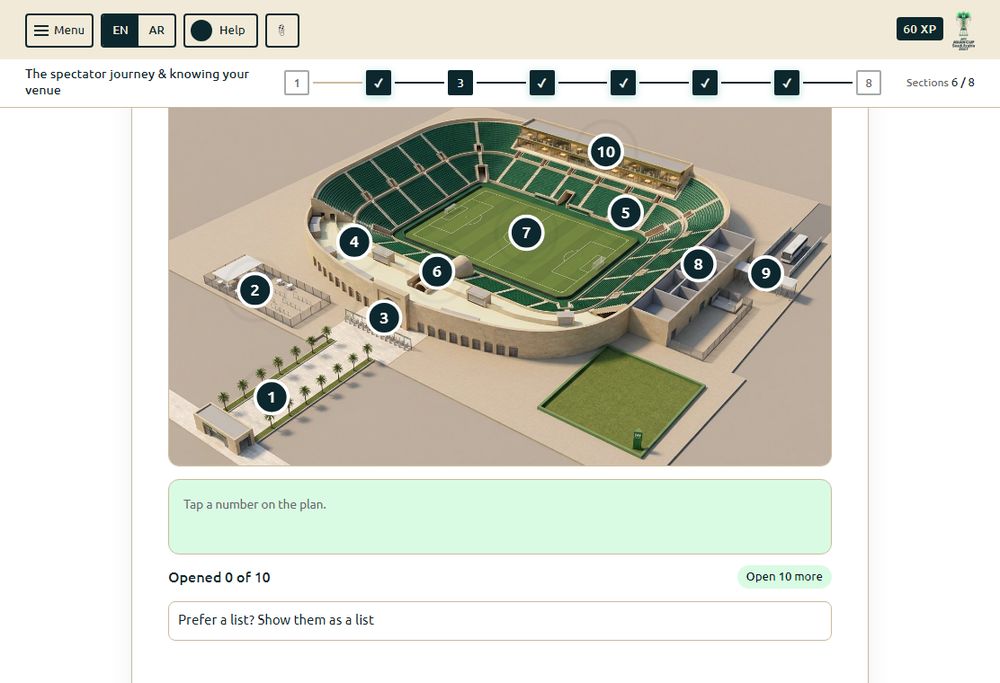 Menu
EN
AR
Help
60 XP
The spectator journey & knowing your
venue
1
3
8
Sections 6 / 8
10
5
7
4
6
8
9
2
3
1
Tap a number on the plan.
Opened 0 of 10
Open 10 more
Prefer a list? Show them as a list